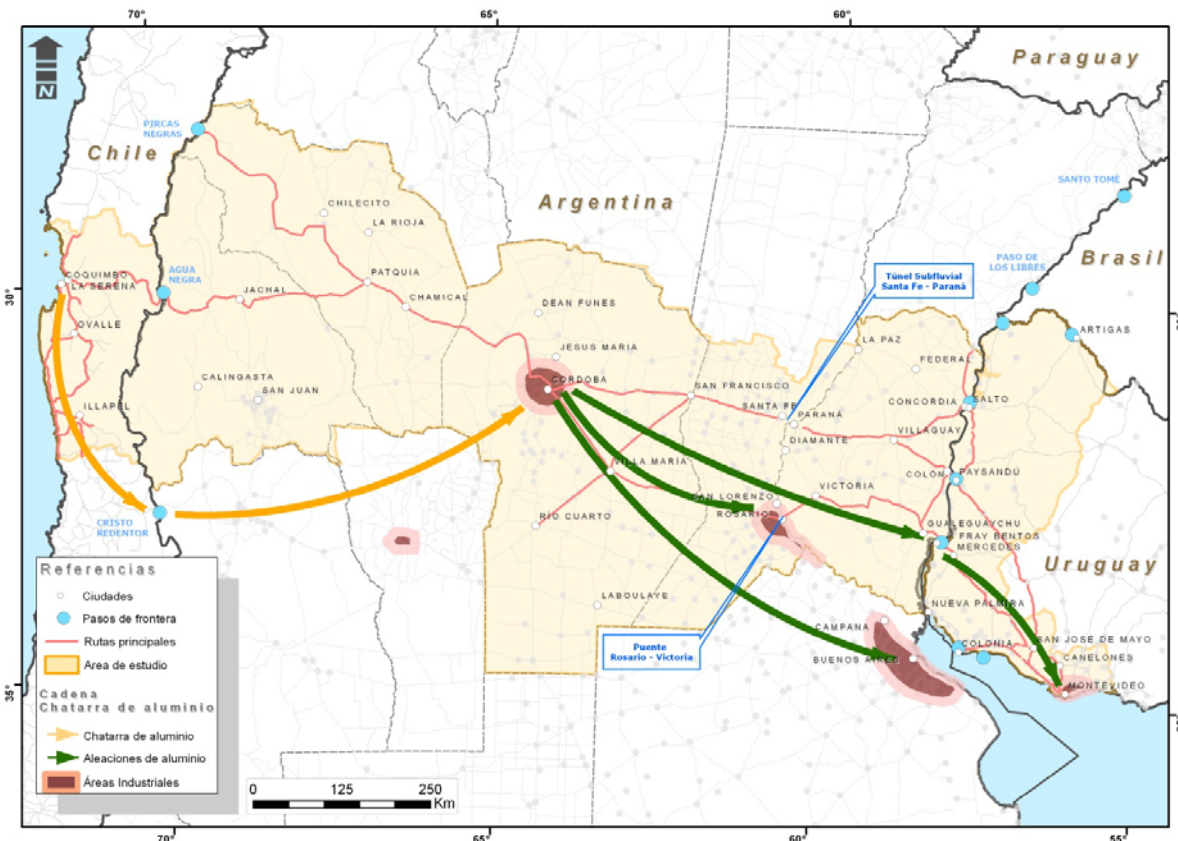 70°
65°
60°
Paraguay
PIRCAS
NEGRAS
Chile
CHILECITO
LA RIOJA
Argentina
SANTO TOMÉ
PASO DE
LOS LIBRES
Brasil
AGUA
NEGRA
COQUIMBO
LA SERENA
30°
PATQUIA
JACHAL
CHAMICAL
Túnel Subfluvial
Santa Fe - Paraná
DEAN FUNES
OVALLE
ARTIGAS
LA PAZ
JESUS MARIA
FEDERAL
CALINGASTA
SAN JUAN
CORDOBA
SAN FRANCISCO
CONCORDIA
SALTO
ILLAPEL
SANTA FE
PARANÁ
DIAMANTE
VILLAGUAY
VILLA MARIA
COLÓN
PAYSANDÚ
SAN LORENZO
VICTORIA
ROSARIO
CRISTO
REDENTOR
RÍO CUARTO
GUALEGUAYCHU
FRAY BENTOS
MERCEDES
Uruguay
LABOULAYE
NUEVA PALMIRA
CAMPANA
Puente
Rosario - Victoria
BUENOS AIRES
COLONIA
SAN JOSE DE MAYO
CANELONES
MONTEVIDEO
35°
N
Referencias
Ciudades
Pasos de frontera
Rutas principales
Area de estudio
Cadena
Chatarra de aluminio
Chatarra de aluminio
Aleaciones de aluminio
Áreas Industriales
0
125
250
Km
70°
65°
60°
55°